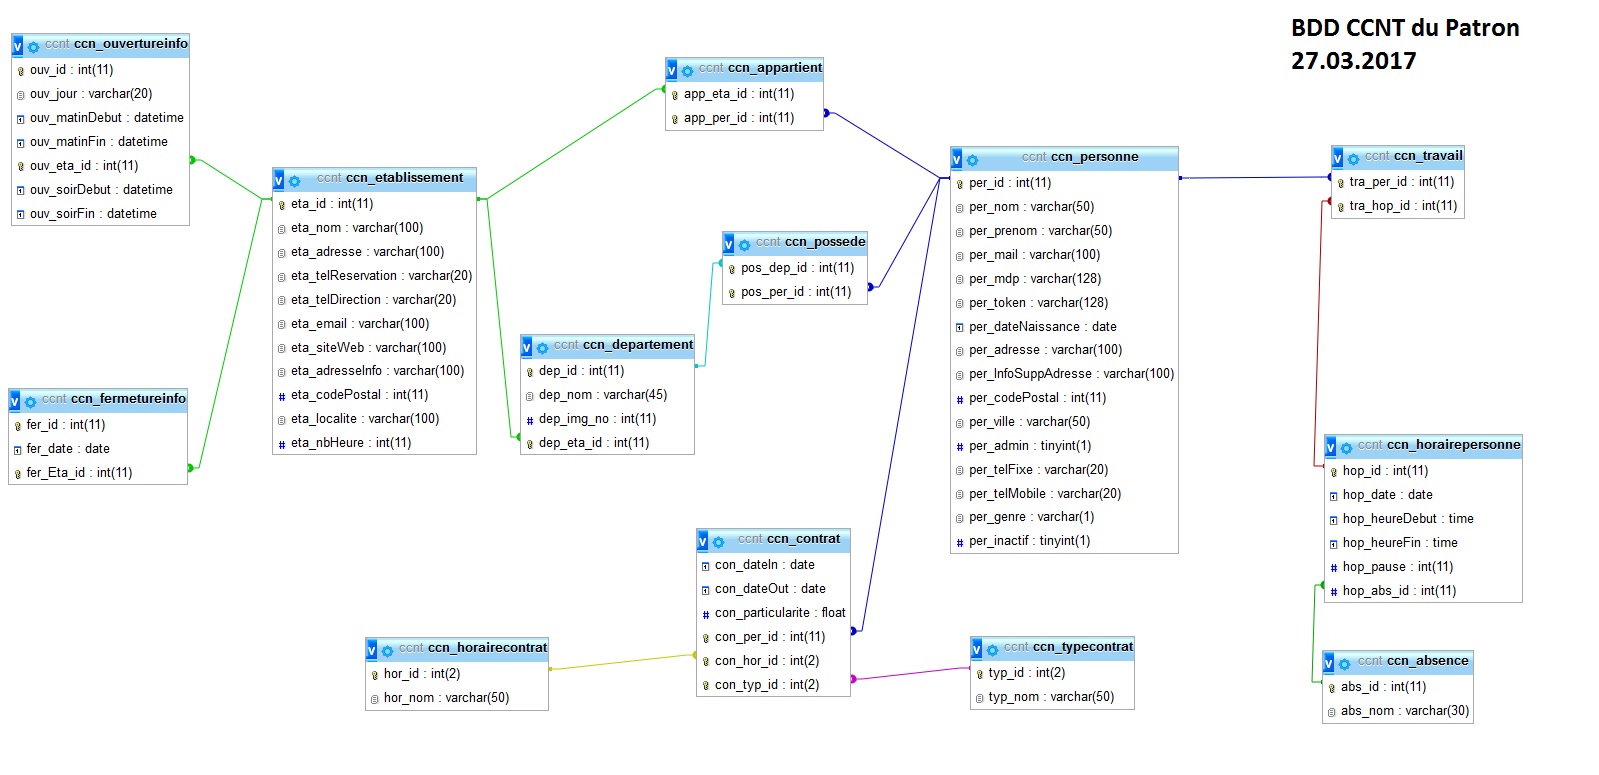 BDD CCNT du Patron
27.03.2017
ccnt ccn_ouvertureinfo
ouv_id : int(11)
ouv_jour : varchar(20)
ouv_matinDebut : datetime
ouv_matinFin : datetime
ouv_eta_id : int(11)
ouv_soirDebut : datetime
ouv_soirFin : datetime
ccnt ccn_fermetureinfo
fer_id : int(11)
fer_date : date
fer_Eta_id : int(11)
ccnt ccn_etablissement
eta_id : int(11)
eta_nom : varchar(100)
eta_adresse : varchar(100)
eta_telReservation : varchar(20)
eta_telDirection : varchar(20)
eta_email : varchar(100)
eta_siteWeb : varchar(100)
eta_adresseInfo : varchar(100)
eta_codePostal : int(11)
eta_localite : varchar(100)
eta_nbHeure : int(11)
ccnt ccn_appartient
app_eta_id : int(11)
app_per_id : int(11)
ccnt ccn_possede
pos_dep_id : int(11)
pos_per_id : int(11)
ccnt ccn_departement
dep_id : int(11)
dep_nom : varchar(45)
dep_img_no : int(11)
dep_eta_id : int(11)
ccnt ccn_personne
per_id : int(11)
per_nom : varchar(50)
per_prenom : varchar(50)
per_mail : varchar(100)
per_mdp : varchar(128)
per_token : varchar(128)
per_dateNaissance : date
per_adresse : varchar(100)
per_InfoSuppAdresse : varchar(100)
per_codePostal : int(11)
per_ville : varchar(50)
per_admin : tinyint(1)
per_telFixe : varchar(20)
per_telMobile : varchar(20)
per_genre : varchar(1)
per_inactif : tinyint(1)
ccnt ccn_travail
tra_per_id : int(11)
tra_hop_id : int(11)
ccnt ccn_horairepersonne
hop_id : int(11)
hop_date : date
hop_heureDebut : time
hop_heureFin : time
hop_pause : int(11)
hop_abs_id : int(11)
ccnt ccn_absence
abs_id : int(11)
abs_nom : varchar(30)
ccnt ccn_contrat
con_dateIn : date
con_dateOut : date
con_particularite : float
con_per_id : int(11)
con_hor_id : int(2)
con_typ_id : int(2)
ccnt ccn_horairecontrat
hor_id : int(2)
hor_nom : varchar(50)
ccnt ccn_typecontrat
typ_id : int(2)
typ_nom : varchar(50)